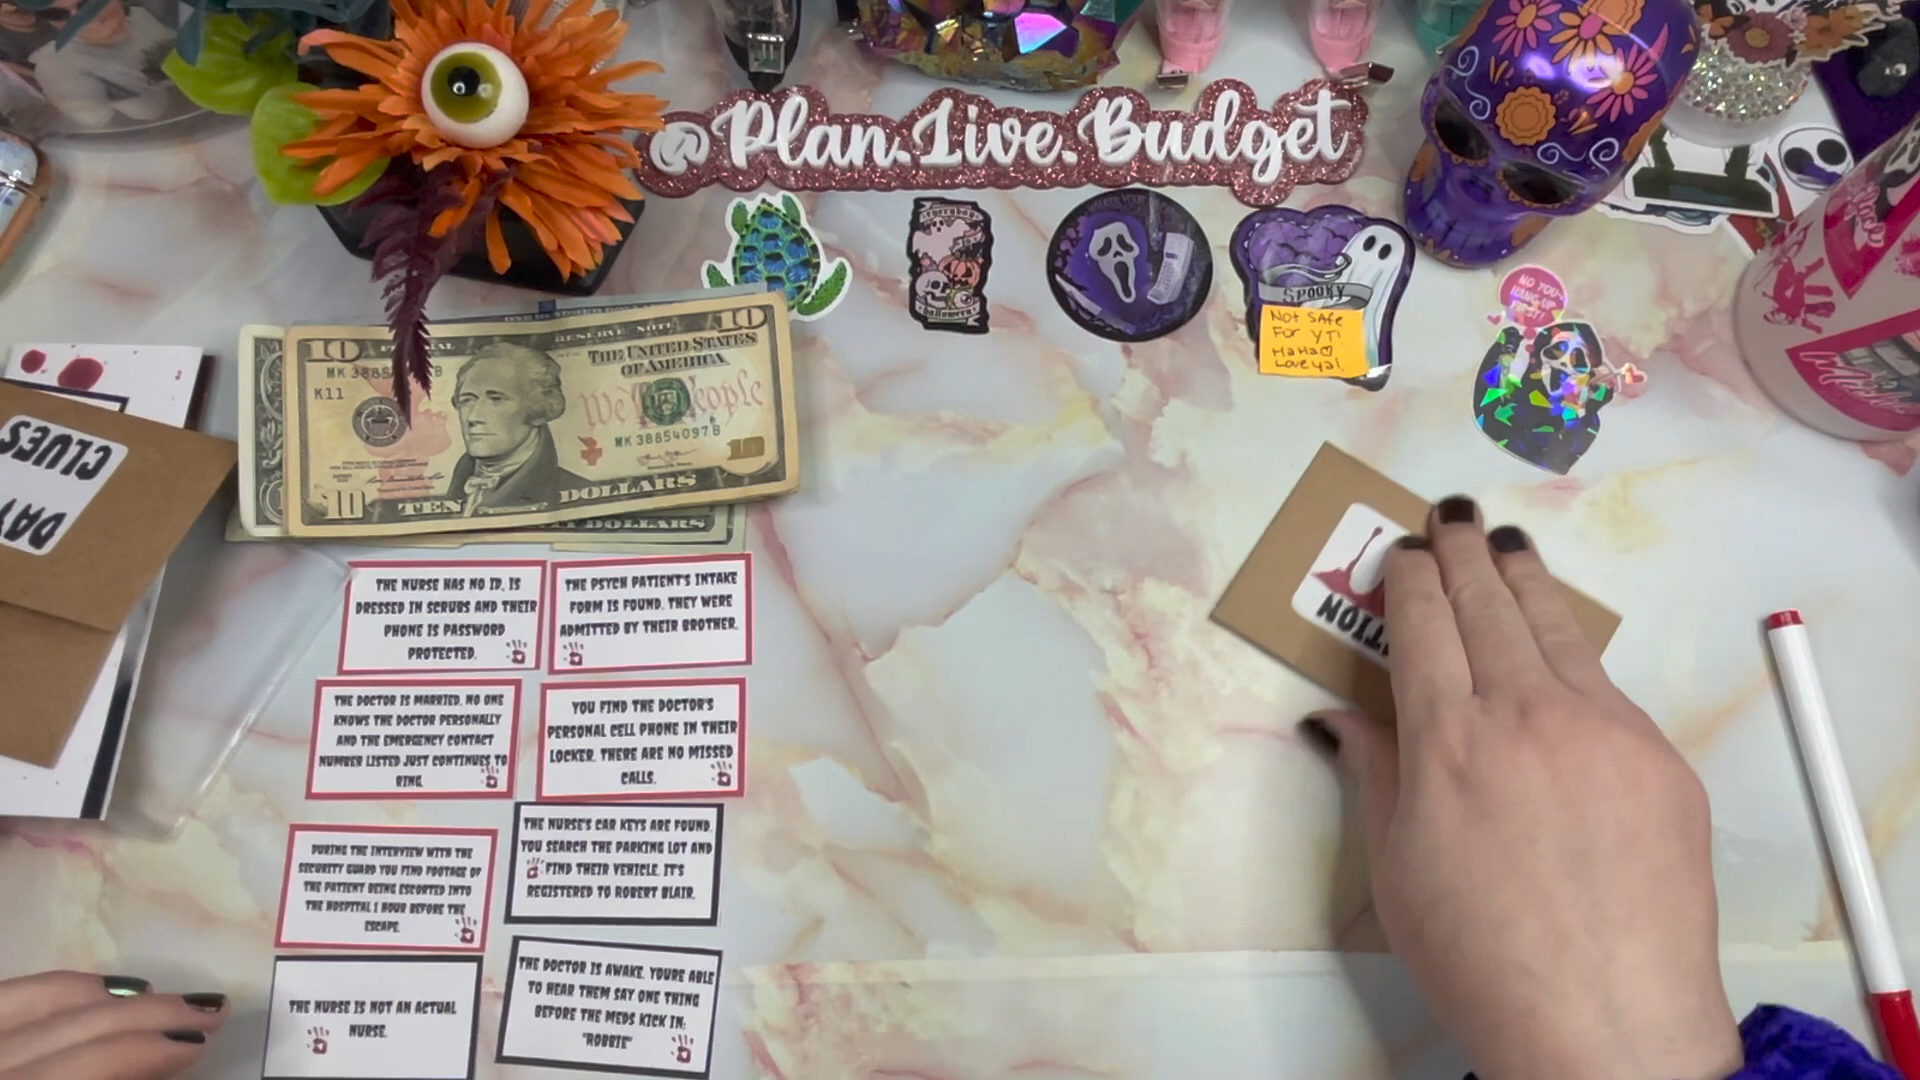 @Plan.Live.Budget
SPOOKY
Not SAfe
For YT!
HaHa♡
Love ya!
NO YOU
HANG UP
FIRST!
DAY
CLUES
10
FEDERAL RESERVE NOTE
10
THE UNITED STATES
OF AMERICA
K11
We the People
MK 38854097 B
10 TEN DOLLARS
DOLLARS
THE NURSE HAS NO ID, IS
DRESSED IN SCRUBS AND THEIR
PHONE IS PASSWORD
PROTECTED.
THE PSYCH PATIENT'S INTAKE
FORM IS FOUND. THEY WERE
ADMITTED BY THEIR BROTHER.
THE DOCTOR IS MARRIED, NO ONE
KNOWS THE DOCTOR PERSONALLY
AND THE EMERGENCY CONTACT
NUMBER LISTED JUST CONTINUES TO
RING.
YOU FIND THE DOCTOR'S
PERSONAL CELL PHONE IN THEIR
LOCKER. THERE ARE NO MISSED
CALLS.
DURING THE INTERVIEW WITH THE
SECURITY GUARD YOU FIND FOOTAGE OF
THE PATIENT BEING ESCORTED INTO
THE HOSPITAL 1 HOUR BEFORE THE
ESCAPE.
THE NURSE'S CAR KEYS ARE FOUND.
YOU SEARCH THE PARKING LOT AND
FIND THEIR VEHICLE. IT'S
REGISTERED TO ROBERT BLAIR.
THE NURSE IS NOT AN ACTUAL
NURSE.
THE DOCTOR IS AWAKE. YOURE ABLE
TO HEAR THEM SAY ONE THING
BEFORE THE MEDS KICK IN:
"ROBBIE"